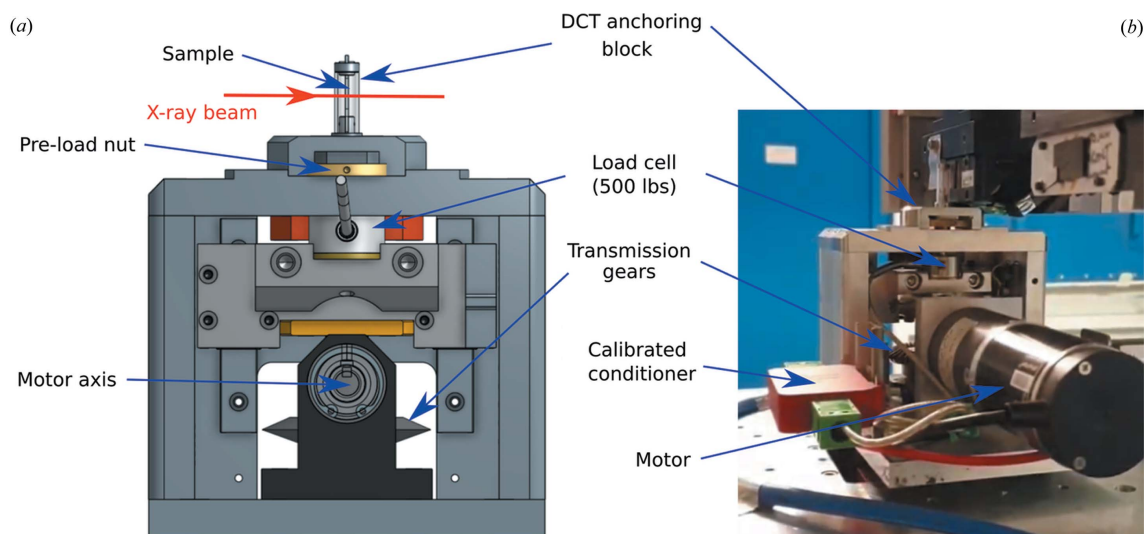 (a)
DCT anchoring
block
(b)
Sample
X-ray beam
Pre-load nut
Load cell
(500 lbs)
Transmission
gears
Calibrated
conditioner
Motor axis
Motor